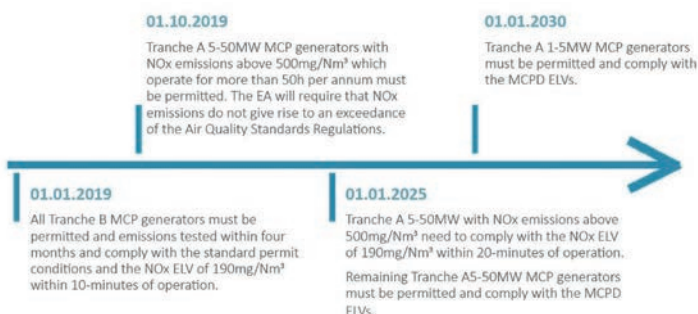 01.10.2019
Tranche A 5-50MW MCP generators with
NOx emissions above 500mg/Nm³ which
operate for more than 50h per annum must
be permitted. The EA will require that NOx
emissions do not give rise to an exceedance
of the Air Quality Standards Regulations.
01.01.2030
Tranche A 1-5MW MCP generators
must be permitted and comply with
the MCPD ELVs.
01.01.2019
All Tranche B MCP generators must be
permitted and emissions tested within four
months and comply with the standard permit
conditions and the NOx ELV of 190mg/Nm³
within 10-minutes of operation.
01.01.2025
Tranche A 5-50MW with NOx emissions above
500mg/Nm³ need to comply with the NOx ELV
of 190mg/Nm³ within 20-minutes of operation.
Remaining Tranche A5-50MW MCP generators
must be permitted and comply with the MCPD
ELVs.